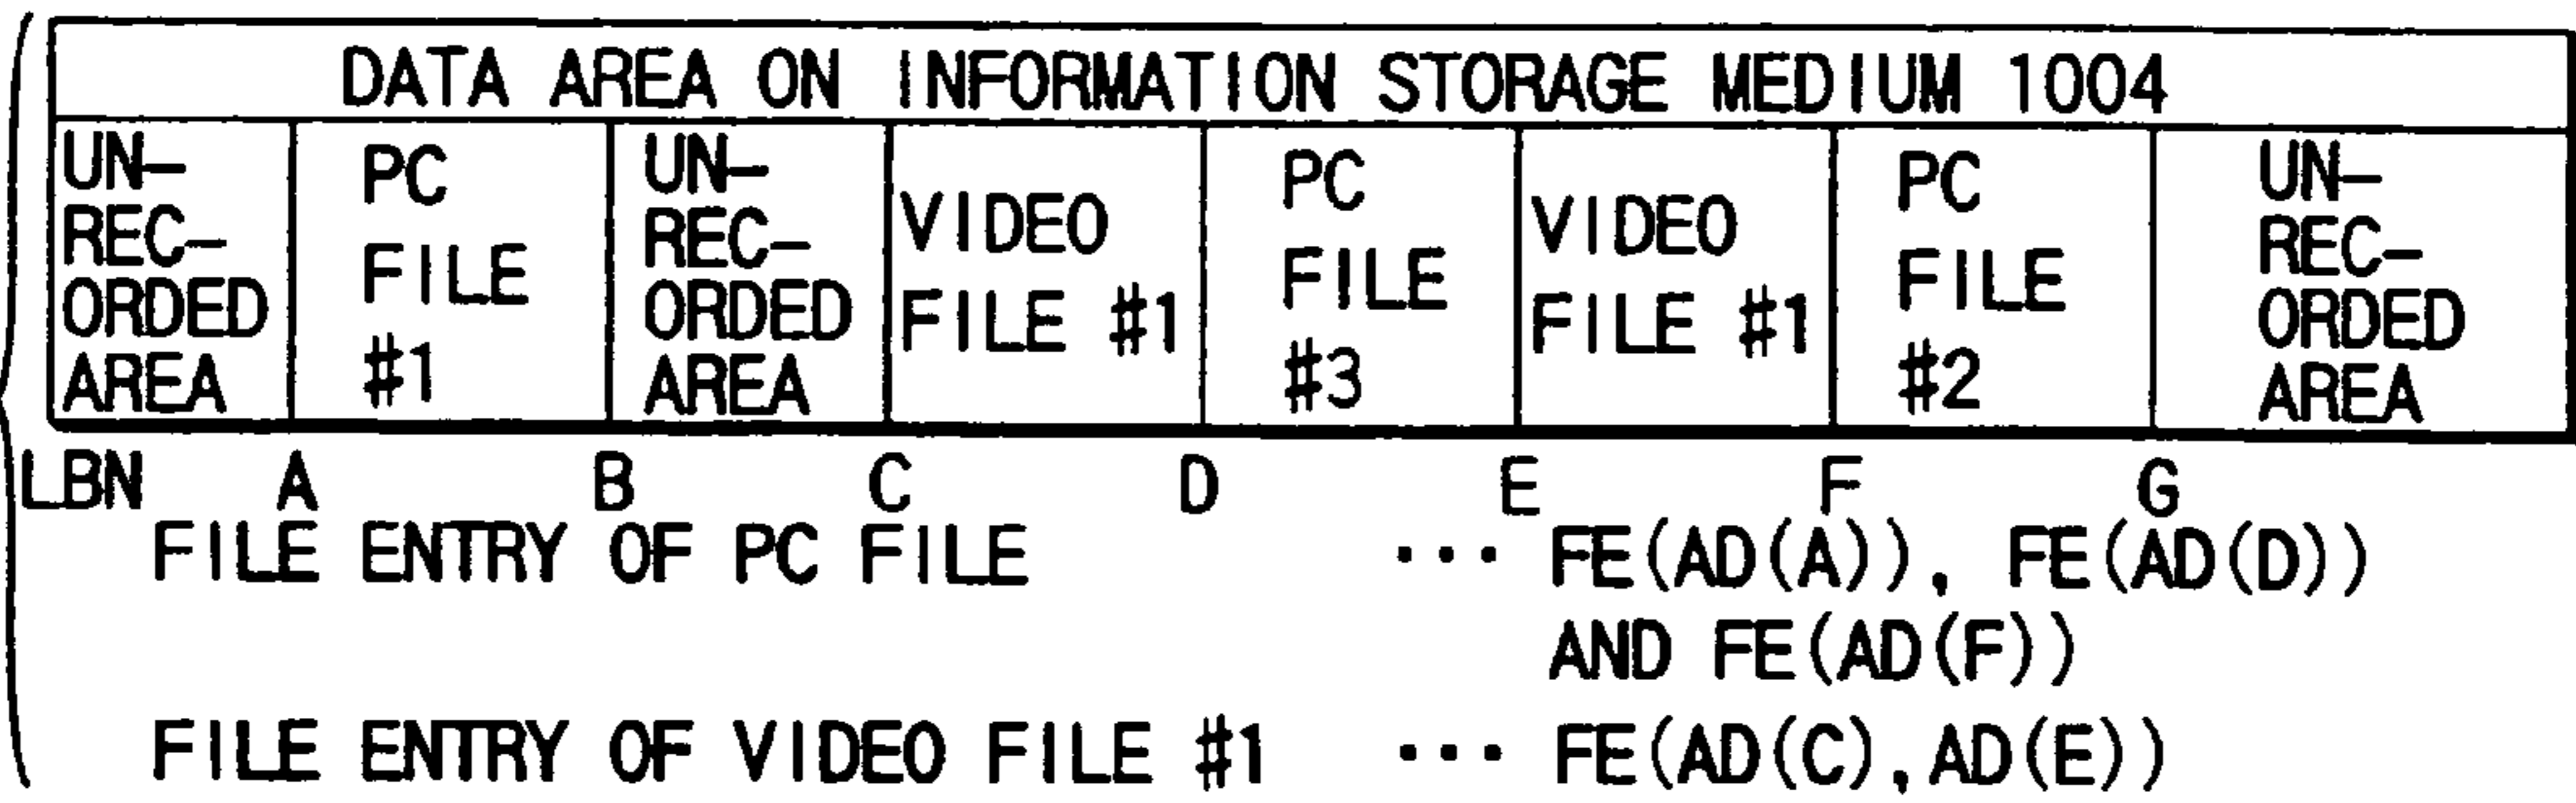 DATA AREA ON INFORMATION STORAGE MEDIUM 1004
UN-
REC-
ORDED
AREA
PC
FILE
#1
UN-
REC-
ORDED
AREA
VIDEO
FILE #1
PC
FILE
#3
VIDEO
FILE #1
PC
FILE
#2
UN-
REC-
ORDED
AREA
LBN A B C D E F G
FILE ENTRY OF PC FILE ··· FE(AD(A)), FE(AD(D))
AND FE(AD(F))
FILE ENTRY OF VIDEO FILE #1 ··· FE(AD(C),AD(E))